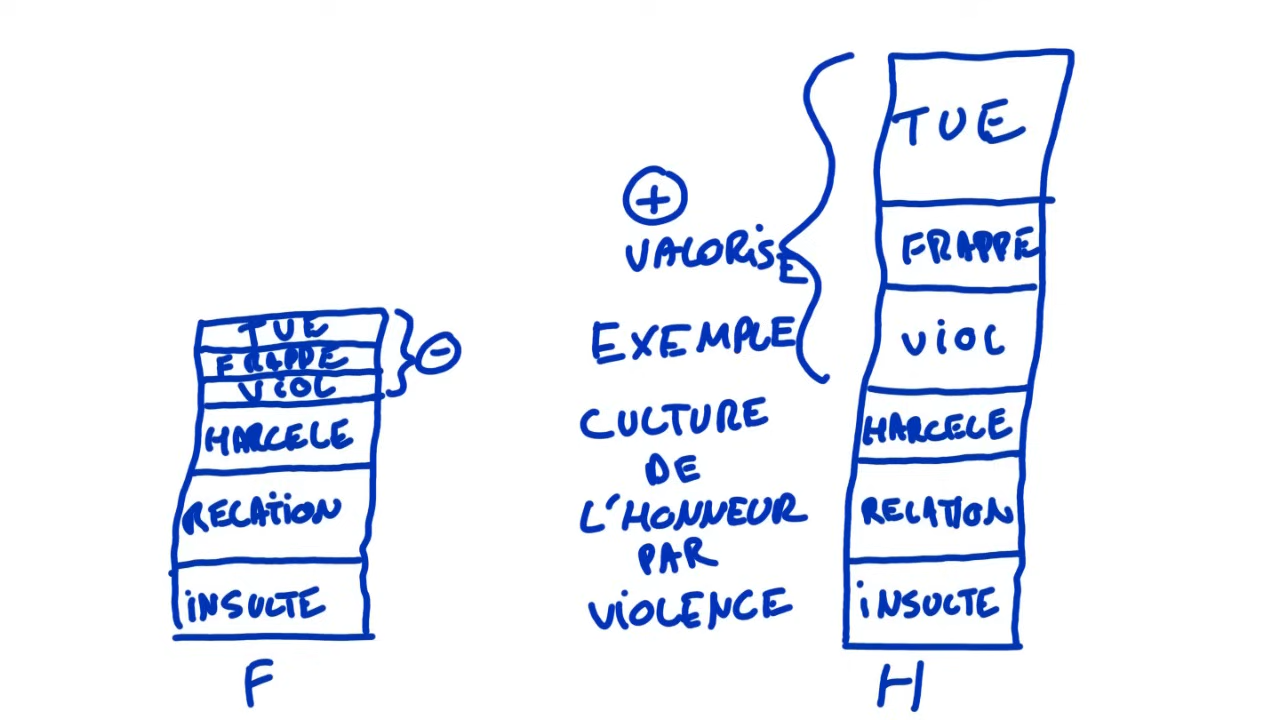 TUE
FRAPPE
VIOL
HARCELE
RELATION
INSULTE
F
-
+
VALORISE
EXEMPLE
CULTURE
DE
L'HONNEUR
PAR
VIOLENCE
TUE
FRAPPE
VIOL
HARCELE
RELATION
INSULTE
H